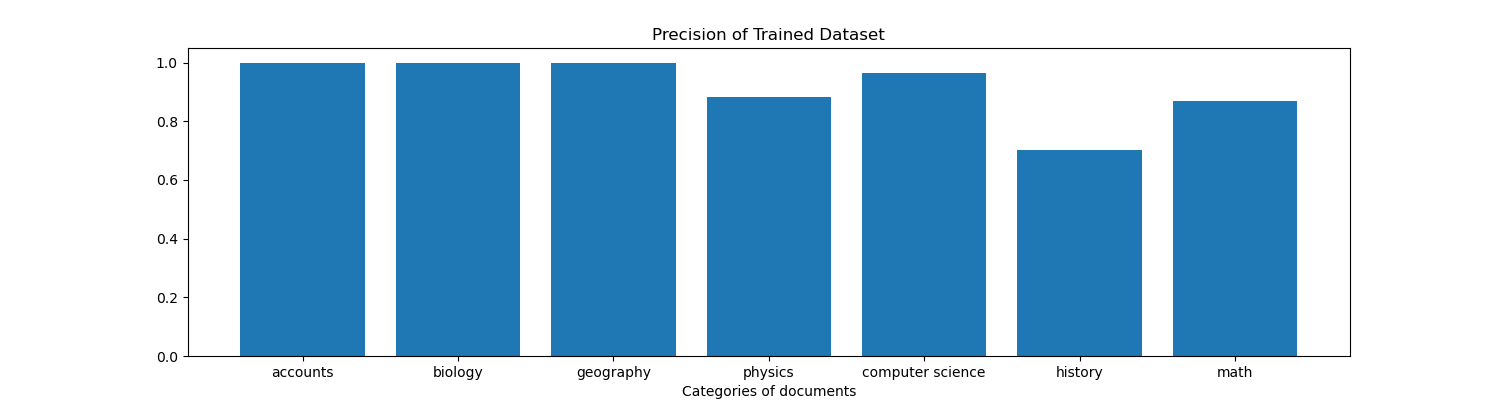 Precision of Trained Dataset
1.0
0.8
0.6
0.4
0.2
0.0
accounts biology geography physics computer science history math
Categories of documents